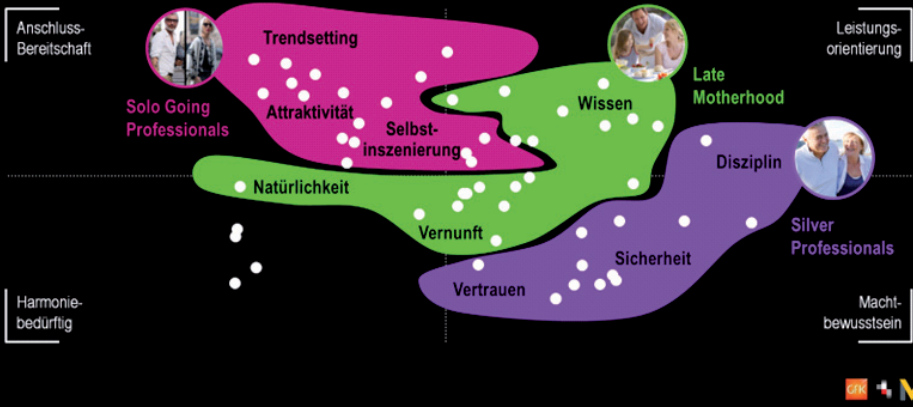 Anschluss-
Bereitschaft
Leistungs-
orientierung
Trendsetting
Late
Motherhood
Solo Going
Professionals
Attraktivität
Wissen
Selbst-
inszenierung
Disziplin
Natürlichkeit
Vernunft
Silver
Professionals
Sicherheit
Vertrauen
Harmonie-
bedürftig
Macht-
bewusstsein
GfK